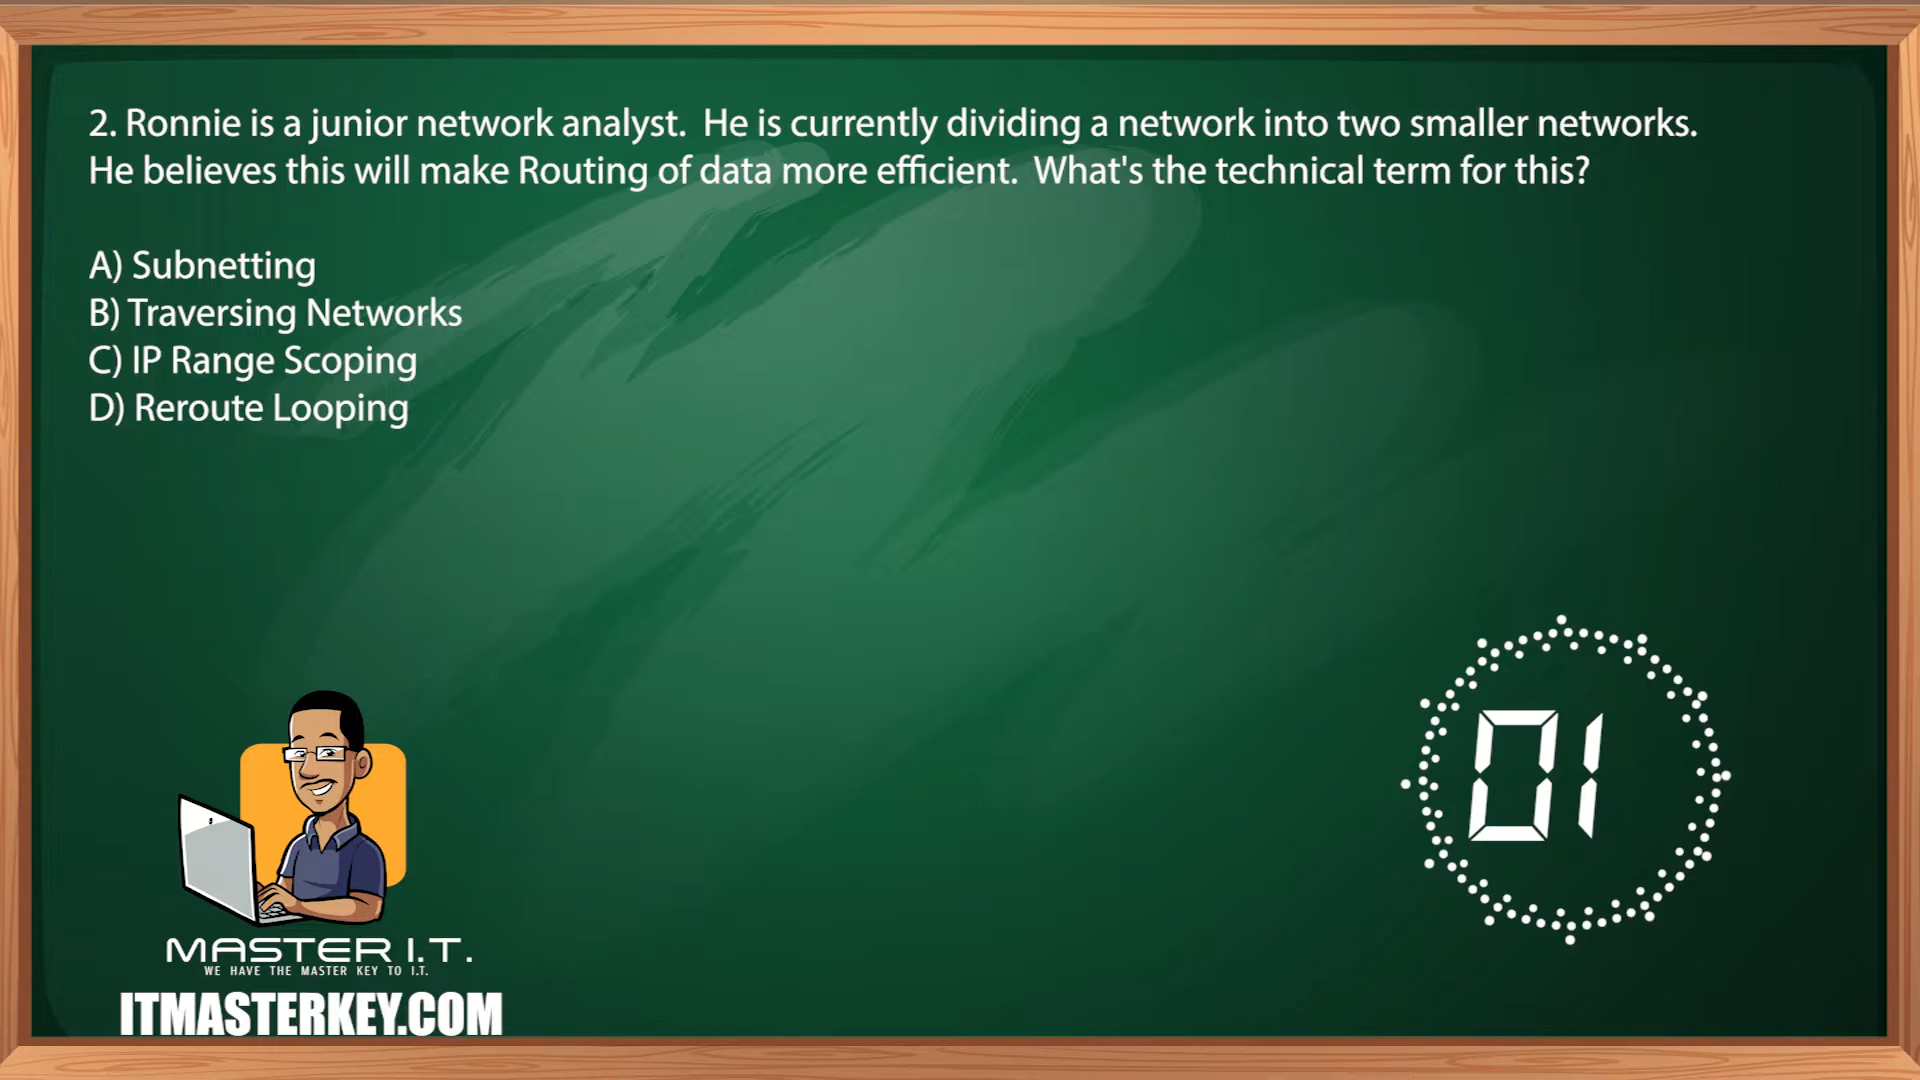 2. Ronnie is a junior network analyst.  He is currently dividing a network into two smaller networks.
He believes this will make Routing of data more efficient.  What's the technical term for this?
A) Subnetting
B) Traversing Networks
C) IP Range Scoping
D) Reroute Looping
01
MASTER I.T.
WE HAVE THE MASTER KEY TO I.T.
ITMASTERKEY.COM